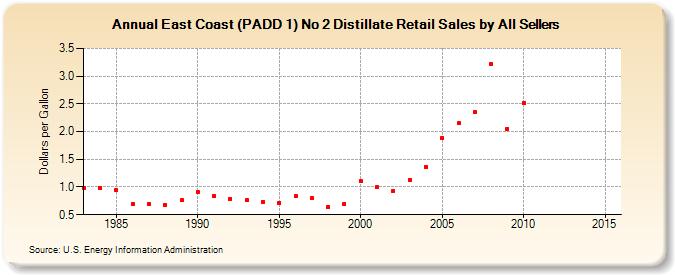 Annual East Coast (PADD 1) No 2 Distillate Retail Sales by All Sellers
Dollars per Gallon
3.5
3.0
2.5
2.0
1.5
1.0
0.5
1985 1990 1995 2000 2005 2010 2015
Source: U.S. Energy Information Administration